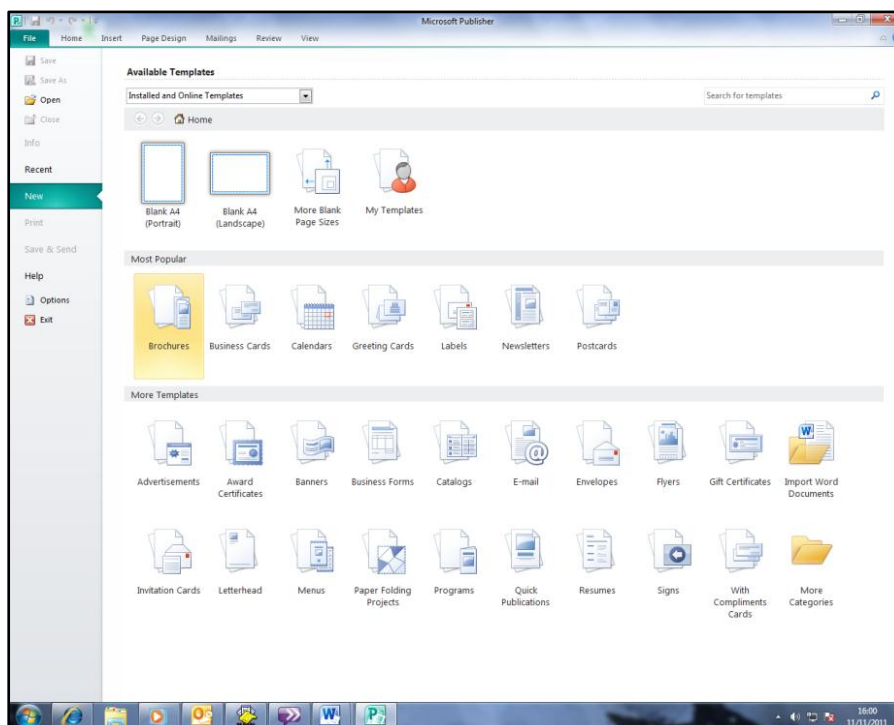 Microsoft Publisher
File Home Insert Page Design Mailings Review View
Save
Save As
Open
Close
Info
Recent
New
Print
Save & Send
Help
Options
Exit
Available Templates
Installed and Online Templates
Search for templates
Home
Blank A4 (Portrait)
Blank A4 (Landscape)
More Blank Page Sizes
My Templates
Most Popular
Brochures Business Cards Calendars Greeting Cards Labels Newsletters Postcards
More Templates
Advertisements
Award Certificates
Banners
Business Forms
Catalogs
E-mail
Envelopes
Flyers
Gift Certificates
Import Word Documents
Invitation Cards
Letterhead
Menus
Paper Folding Projects
Programs
Quick Publications
Resumes
Signs
With Compliments Cards
More Categories
16:00
11/11/2011